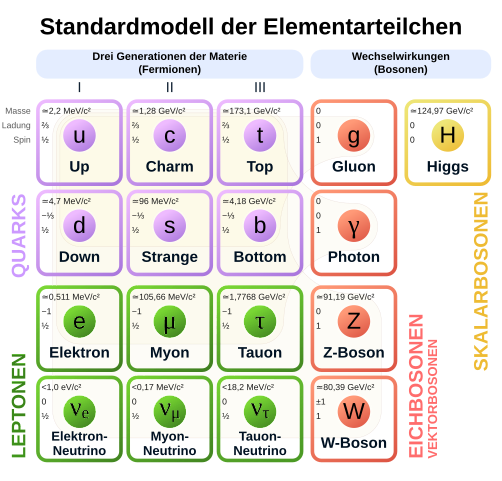 Standardmodell der Elementarteilchen
Drei Generationen der Materie
(Fermionen)
Wechselwirkungen
(Bosonen)
I II III
Masse
Ladung
Spin
≃2,2 MeV/c²
⅔
½
u
Up
≃1,28 GeV/c²
⅔
½
c
Charm
≃173,1 GeV/c²
⅔
½
t
Top
0
0
1
g
Gluon
≃124,97 GeV/c²
0
0
H
Higgs
QUARKS
≃4,7 MeV/c²
−⅓
½
d
Down
≃96 MeV/c²
−⅓
½
s
Strange
≃4,18 GeV/c²
−⅓
½
b
Bottom
0
0
1
γ
Photon
SKALARBOSONEN
≃0,511 MeV/c²
−1
½
e
Elektron
≃105,66 MeV/c²
−1
½
μ
Myon
≃1,7768 GeV/c²
−1
½
τ
Tauon
≃91,19 GeV/c²
0
1
Z
Z-Boson
LEPTONEN
<1,0 eV/c²
0
½
νe
Elektron-
Neutrino
<0,17 MeV/c²
0
½
νμ
Myon-
Neutrino
<18,2 MeV/c²
0
½
ντ
Tauon-
Neutrino
≃80,39 GeV/c²
±1
1
W
W-Boson
EICHBOSONEN
VEKTORBOSONEN